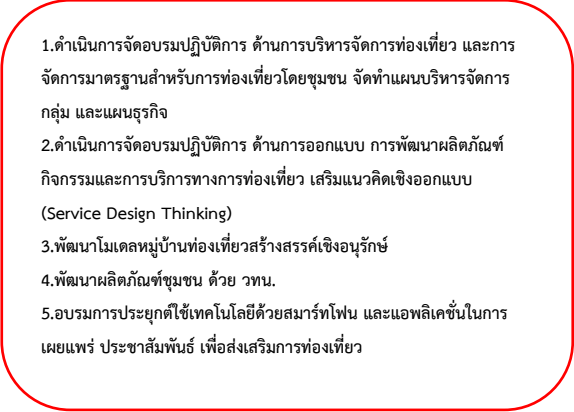 1.ดำเนินการจัดอบรมปฏิบัติการ ด้านการบริหารจัดการท่องเที่ยว และการ
จัดการมาตรฐานสำหรับการท่องเที่ยวโดยชุมชน จัดทำแผนบริหารจัดการ
กลุ่ม และแผนธุรกิจ
2.ดำเนินการจัดอบรมปฏิบัติการ ด้านการออกแบบ การพัฒนาผลิตภัณฑ์
กิจกรรมและการบริการทางการท่องเที่ยว เสริมแนวคิดเชิงออกแบบ
(Service Design Thinking)
3.พัฒนาโมเดลหมู่บ้านท่องเที่ยวสร้างสรรค์เชิงอนุรักษ์
4.พัฒนาผลิตภัณฑ์ชุมชน ด้วย วทน.
5.อบรมการประยุกต์ใช้เทคโนโลยีด้วยสมาร์ทโฟน และแอพลิเคชั่นในการ
เผยแพร่ ประชาสัมพันธ์ เพื่อส่งเสริมการท่องเที่ยว